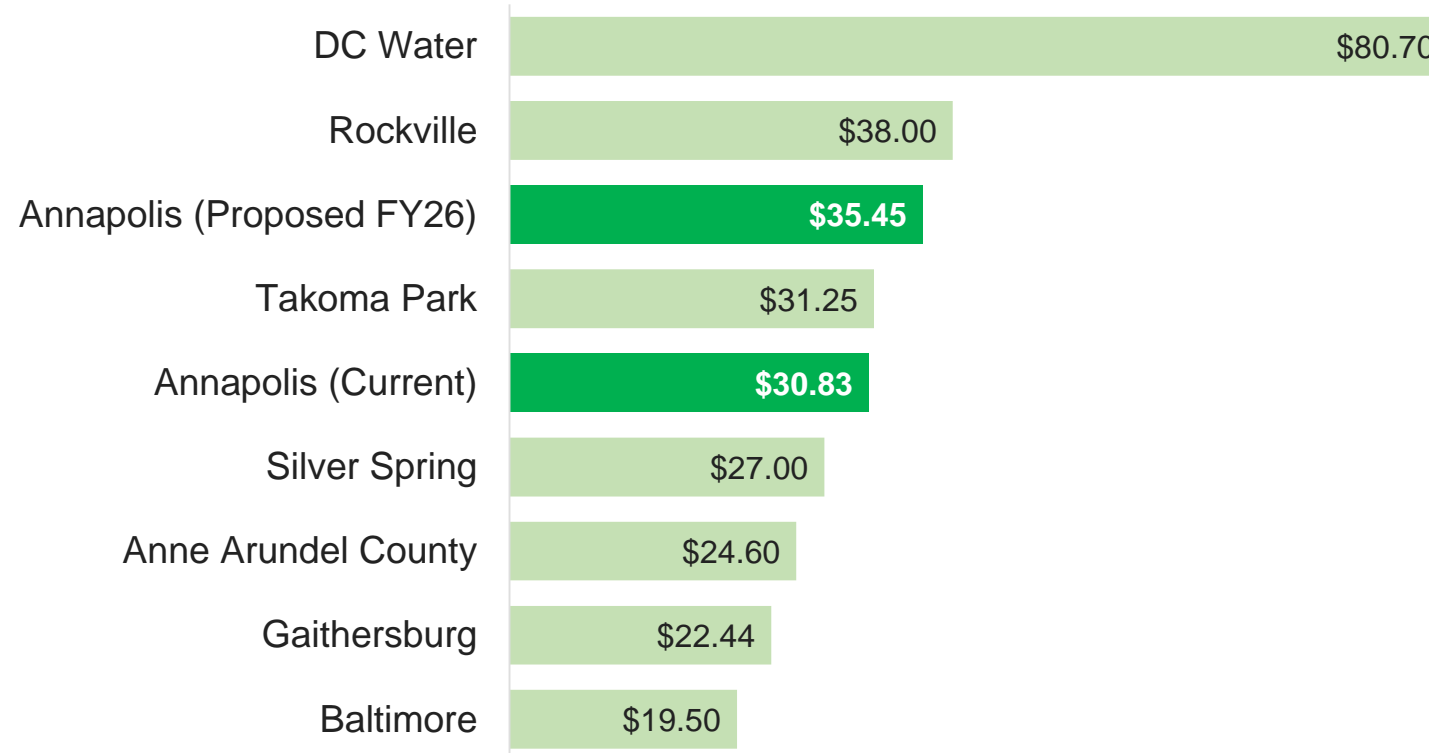 DC Water $80.70
Rockville $38.00
Annapolis (Proposed FY26) $35.45
Takoma Park $31.25
Annapolis (Current) $30.83
Silver Spring $27.00
Anne Arundel County $24.60
Gaithersburg $22.44
Baltimore $19.50